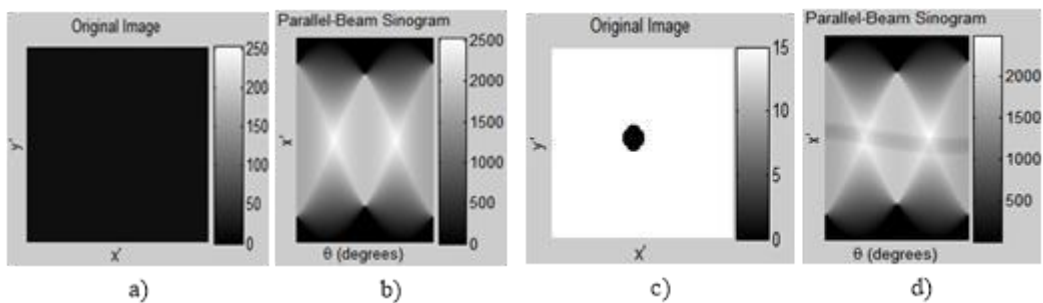 Original Image
y'
x'
250
200
150
100
50
0
a)
Parallel-Beam Sinogram
x'
θ (degrees)
2500
2000
1500
1000
500
0
b)
Original Image
y'
x'
15
10
5
0
c)
Parallel-Beam Sinogram
x'
θ (degrees)
2000
1500
1000
500
d)